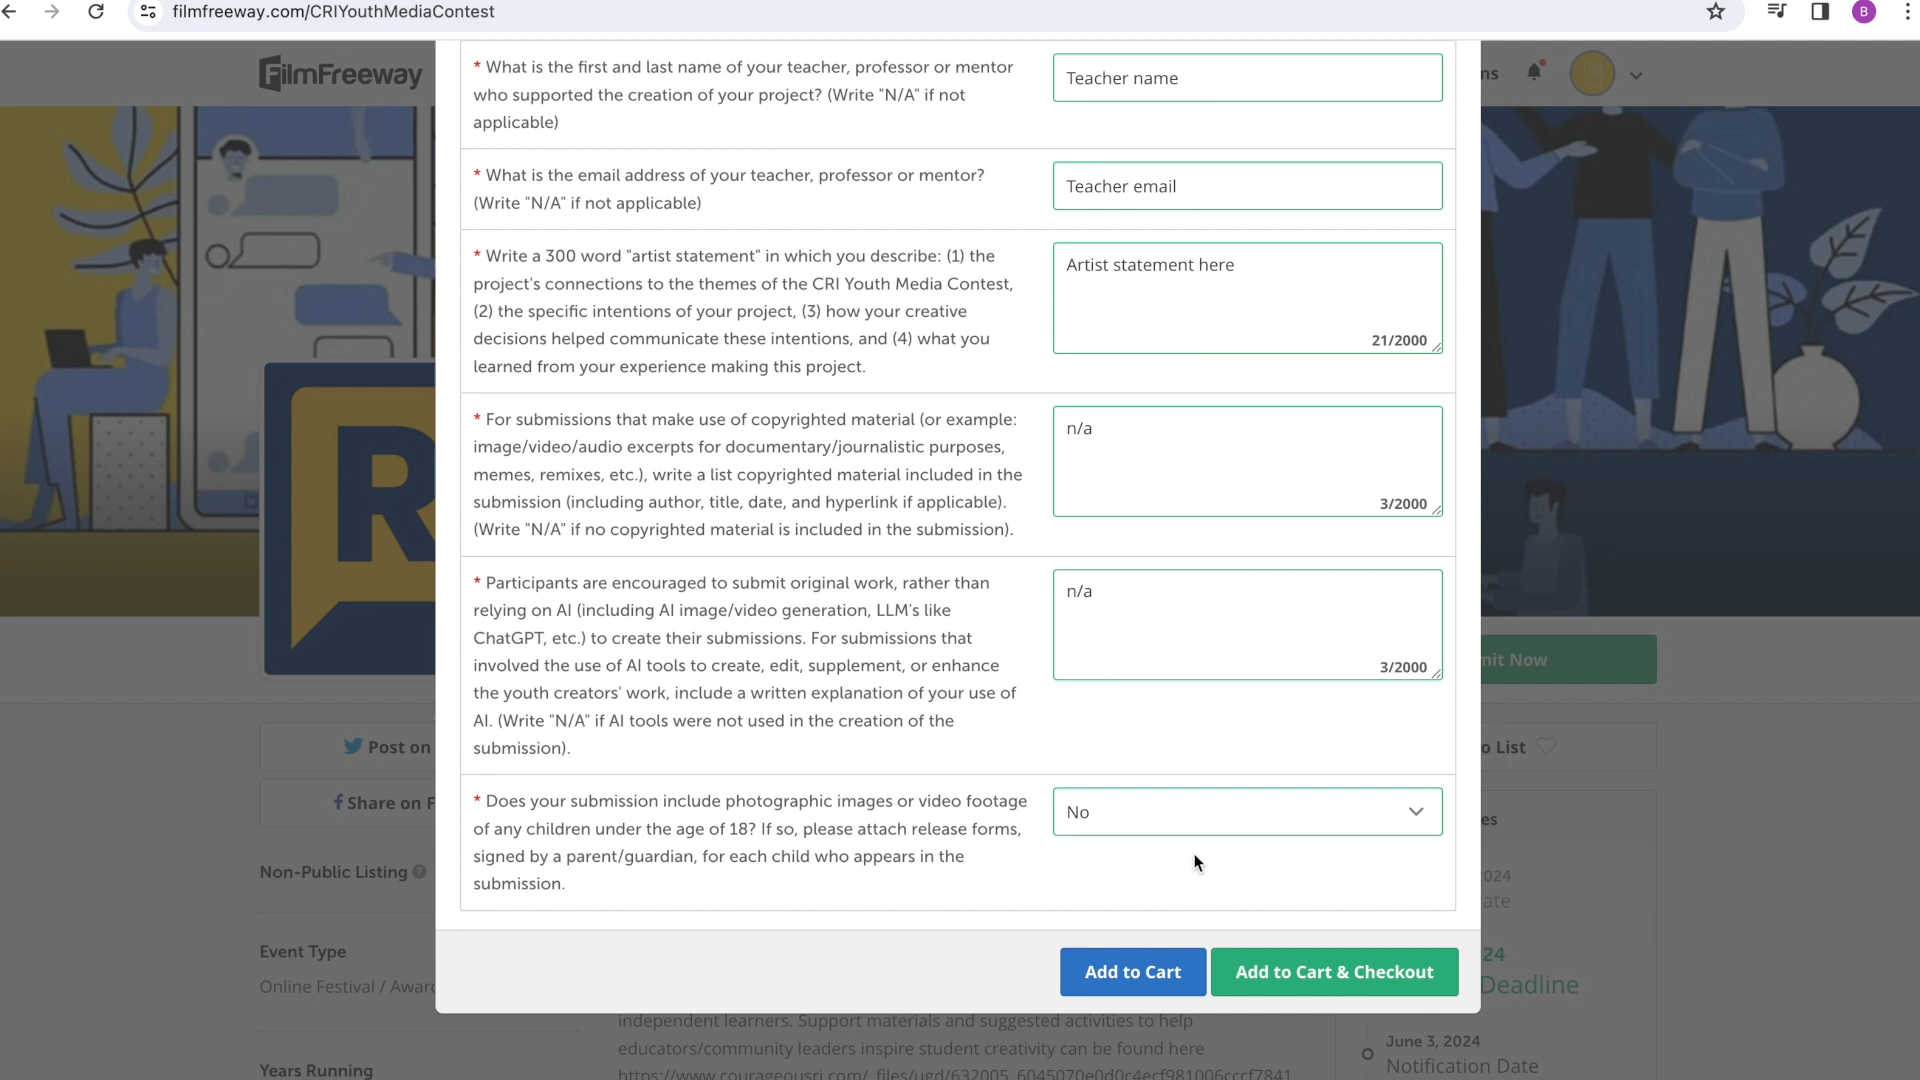 filmfreeway.com/CRIYouthMediaContest
B
FilmFreeway
ns
* What is the first and last name of your teacher, professor or mentor
who supported the creation of your project? (Write "N/A" if not
applicable)
Teacher name
* What is the email address of your teacher, professor or mentor?
(Write "N/A" if not applicable)
Teacher email
* Write a 300 word "artist statement" in which you describe: (1) the
project's connections to the themes of the CRI Youth Media Contest,
(2) the specific intentions of your project, (3) how your creative
decisions helped communicate these intentions, and (4) what you
learned from your experience making this project.
Artist statement here
21/2000
* For submissions that make use of copyrighted material (or example:
image/video/audio excerpts for documentary/journalistic purposes,
memes, remixes, etc.), write a list copyrighted material included in the
submission (including author, title, date, and hyperlink if applicable).
(Write "N/A" if no copyrighted material is included in the submission).
n/a
3/2000
* Participants are encouraged to submit original work, rather than
relying on AI (including AI image/video generation, LLM's like
ChatGPT, etc.) to create their submissions. For submissions that
involved the use of AI tools to create, edit, supplement, or enhance
the youth creators' work, include a written explanation of your use of
AI. (Write "N/A" if AI tools were not used in the creation of the
submission).
n/a
3/2000
* Does your submission include photographic images or video footage
of any children under the age of 18? If so, please attach release forms,
signed by a parent/guardian, for each child who appears in the
submission.
No
Add to Cart
Add to Cart & Checkout
R
mit Now
Post on
o List
Share on F
es
Non-Public Listing
024
ate
Event Type
24
Online Festival / Award
Deadline
independent learners. Support materials and suggested activities to help
educators/community leaders inspire student creativity can be found here
June 3, 2024
Notification Date
Years Running